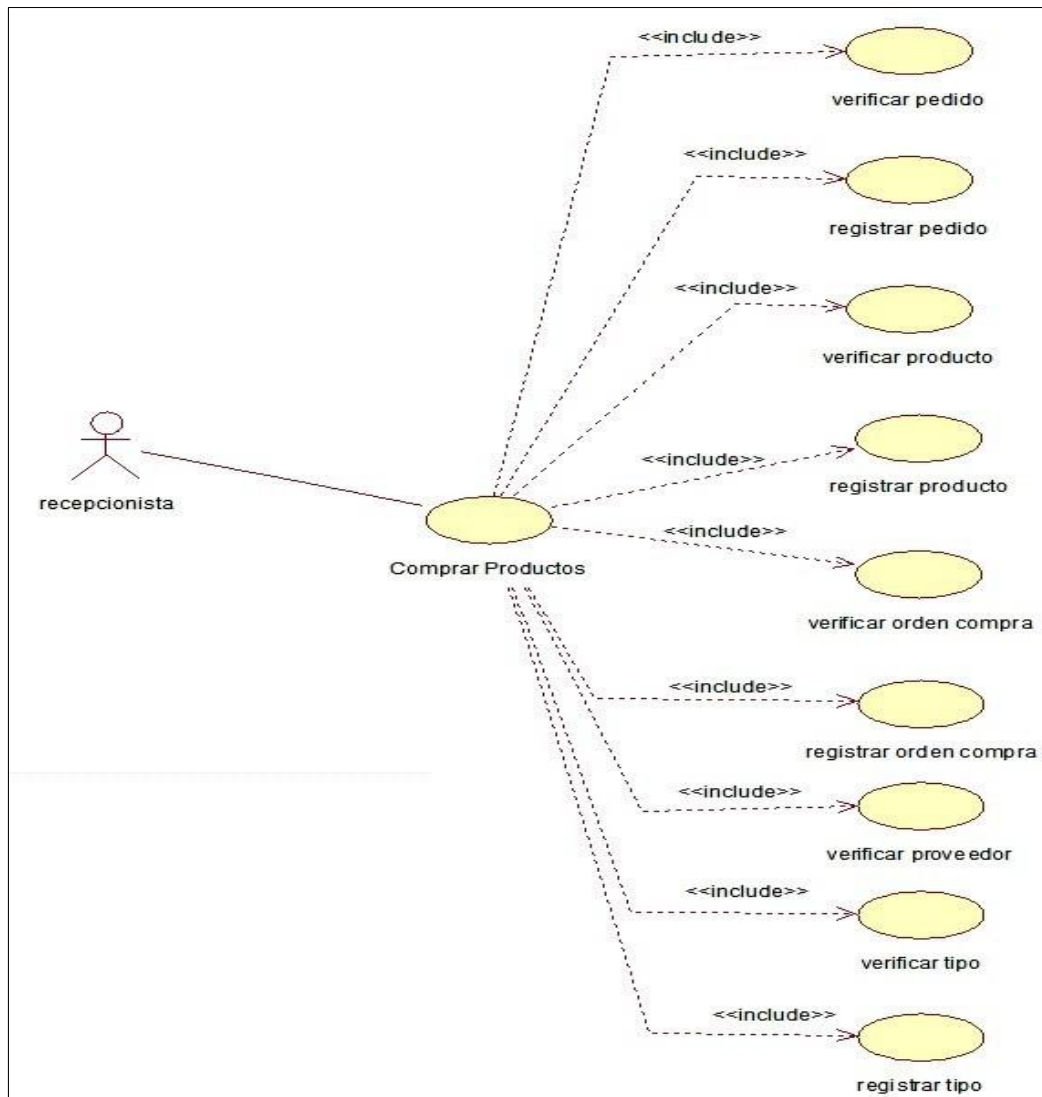 <<include>>
verificar pedido
<<include>>
registrar pedido
<<include>>
verificar producto
<<include>>
registrar producto
recepcionista
<<include>>
Comprar Productos
verificar orden compra
<<include>>
registrar orden compra
<<include>>
verificar proveedor
<<include>>
verificar tipo
<<include>>
registrar tipo